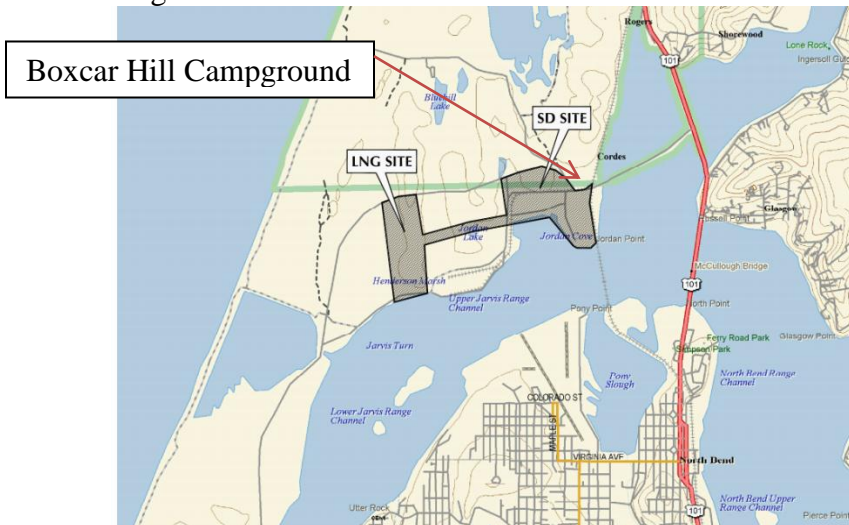 Rogers
Shorewood
Lone Rock
Ingersoll Gu
101
Boxcar Hill Campground
Bluebill
Lake
SD SITE
LNG SITE
Cordes
Glasgow
Russell Point
Jordan
Lake
Jordan Cove
Jordan Point
McCullough Bridge
Henderson Marsh
101
Upper Jarvis Range
Channel
Pony Point
North Point
Ferry Road Park
Simpson Park
Glasgow Point
Jarvis Turn
Pony
Slough
North Bend Range
Channel
COLORADO ST
MAPLE ST
Lower Jarvis Range
Channel
VIRGINIA AVE
North Bend
Utter Rock
North Bend Upper
Range Channel
101
Pierce Point